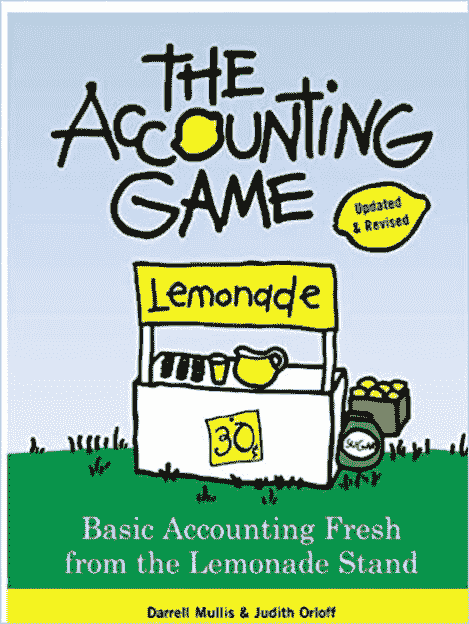 THE
ACCOUNTING
GAME
Updated
& Revised
Lemonade
30¢
SUGAR
Basic Accounting Fresh
from the Lemonade Stand
Darrell Mullis & Judith Orloff